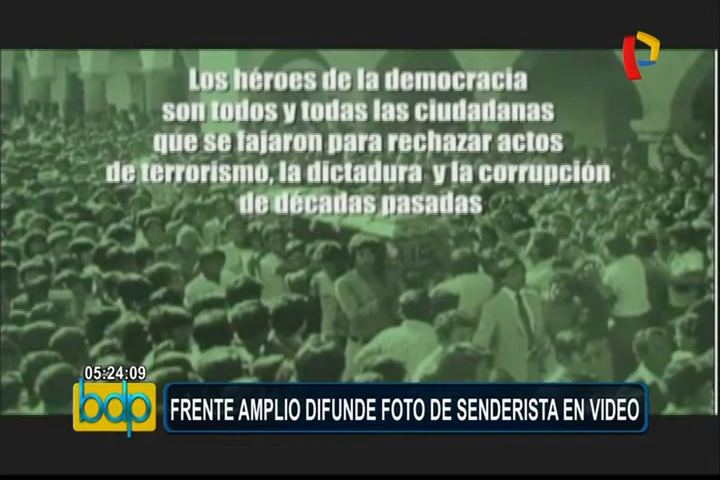 Los héroes de la democracia
son todos y todas las ciudadanas
que se fajaron para rechazar actos
de terrorismo, la dictadura y la corrupción
de décadas pasadas
05:24:09
bdp
FRENTE AMPLIO DIFUNDE FOTO DE SENDERISTA EN VIDEO